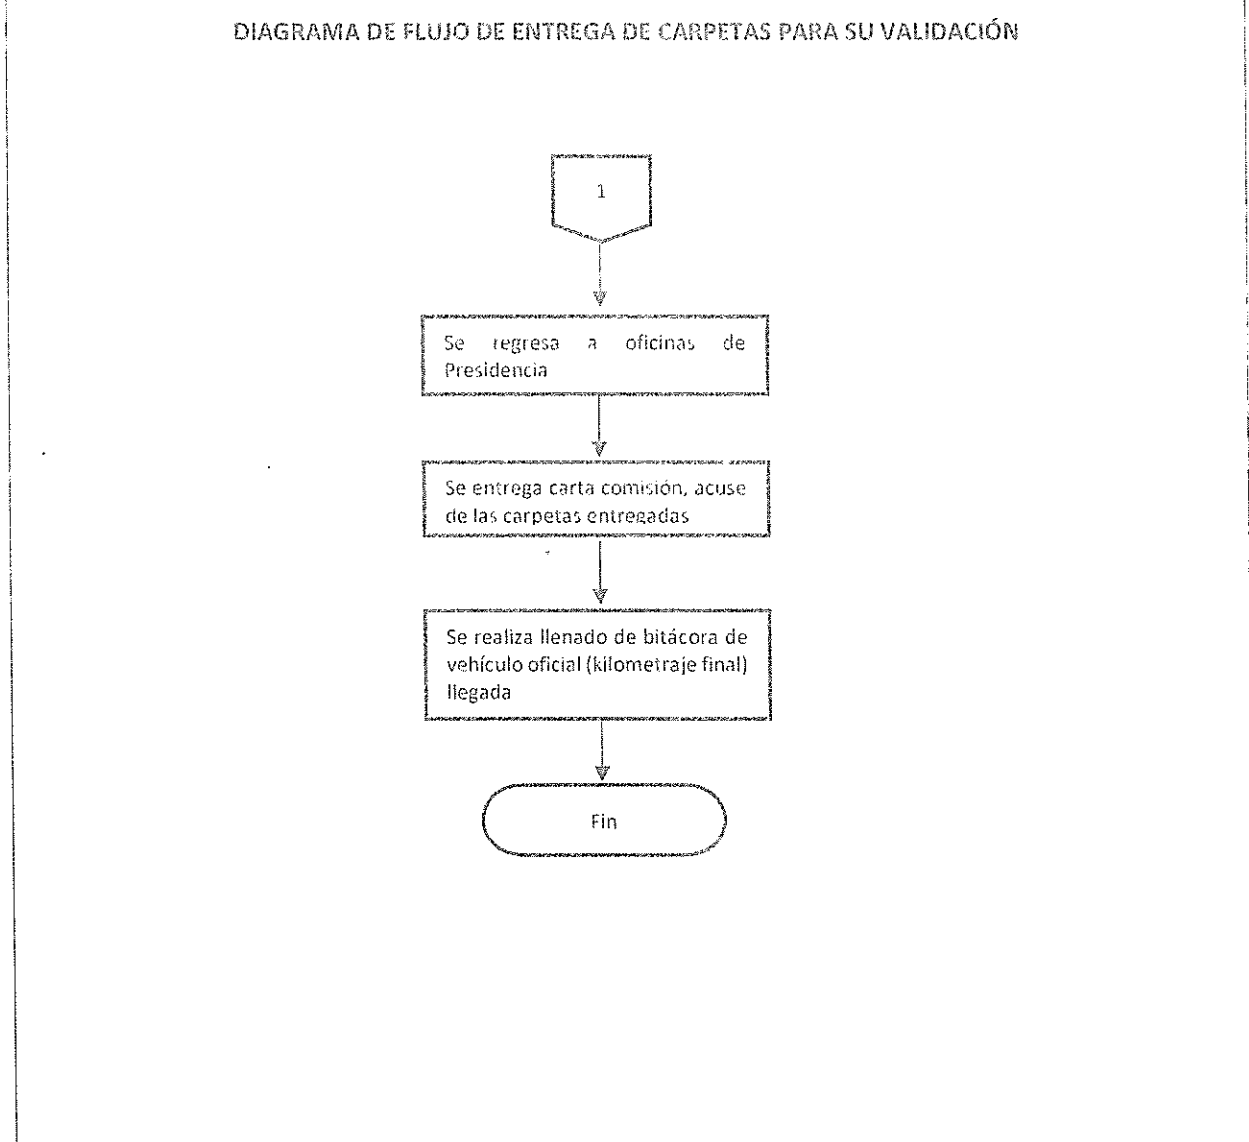 DIAGRAMA DE FLUJO DE ENTREGA DE CARPETAS PARA SU VALIDACIÓN
1
Se regresa a oficinas de
Presidencia
Se entrega carta comisión, acuse
de las carpetas entregadas
Se realiza llenado de bitácora de
vehículo oficial (kilometraje final)
llegada
Fin